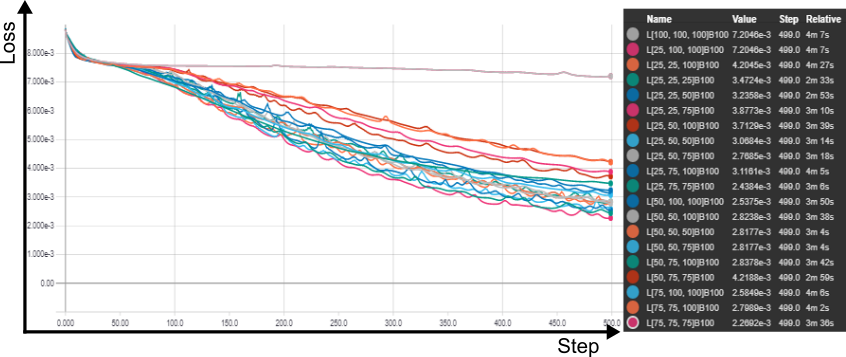 Loss
8.000e-3
7.000e-3
6.000e-3
5.000e-3
4.000e-3
3.000e-3
2.000e-3
1.000e-3
0.00
0.000 50.00 100.0 150.0 200.0 250.0 300.0 350.0 400.0 450.0 500.0
Step
Name Value Step Relative
L[100, 100, 100]B100 7.2046e-3 499.0 4m 7s
L[25, 100, 100]B100 7.2046e-3 499.0 4m 7s
L[25, 25, 100]B100 4.2045e-3 499.0 4m 27s
L[25, 25, 25]B100 3.4724e-3 499.0 2m 33s
L[25, 25, 50]B100 3.2358e-3 499.0 2m 53s
L[25, 25, 75]B100 3.8773e-3 499.0 3m 10s
L[25, 50, 100]B100 3.7129e-3 499.0 3m 39s
L[25, 50, 50]B100 3.0684e-3 499.0 3m 14s
L[25, 50, 75]B100 2.7685e-3 499.0 3m 18s
L[25, 75, 100]B100 3.1161e-3 499.0 4m 5s
L[25, 75, 75]B100 2.4384e-3 499.0 3m 6s
L[50, 100, 100]B100 2.5375e-3 499.0 3m 50s
L[50, 50, 100]B100 2.8238e-3 499.0 3m 38s
L[50, 50, 50]B100 2.8177e-3 499.0 3m 4s
L[50, 50, 75]B100 2.8177e-3 499.0 3m 4s
L[50, 75, 100]B100 2.8378e-3 499.0 3m 42s
L[50, 75, 75]B100 4.2188e-3 499.0 2m 59s
L[75, 100, 100]B100 2.5849e-3 499.0 4m 6s
L[75, 75, 100]B100 2.7989e-3 499.0 4m 2s
L[75, 75, 75]B100 2.2692e-3 499.0 3m 36s